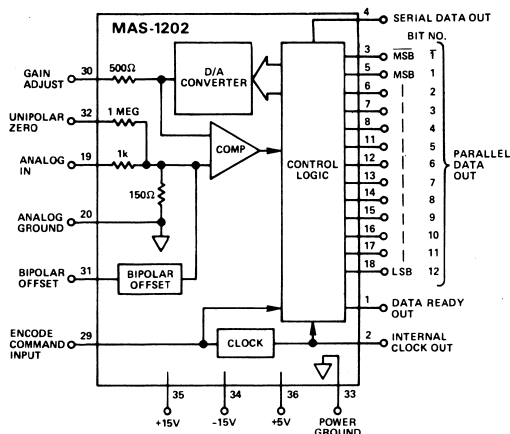 MAS-1202
4 SERIAL DATA OUT
BIT NO.
3 MSB 1
5 MSB 1
6 2
7 3
8 4
11 5
12 6
13 7
14 8
15 9
16 10
17 11
18 LSB 12
PARALLEL
DATA
OUT
1 DATA READY
OUT
2 INTERNAL
CLOCK OUT
GAIN
ADJUST
30
500Ω
D/A
CONVERTER
UNIPOLAR
ZERO
32
1 MEG
ANALOG
IN
19
1k
COMP
CONTROL
LOGIC
150Ω
ANALOG
GROUND
20
BIPOLAR
OFFSET
31
BIPOLAR
OFFSET
ENCODE
COMMAND
INPUT
29
CLOCK
35
+15V
34
-15V
36
+5V
33
POWER
GROUND